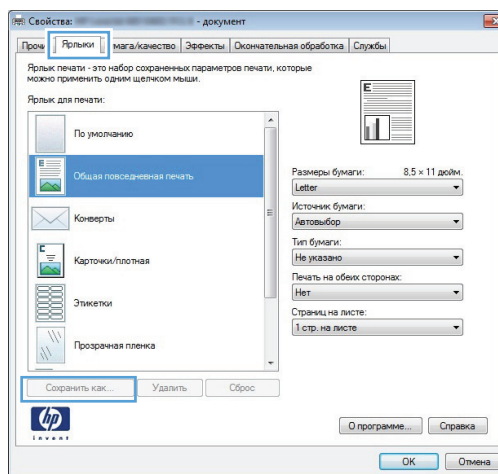 Свойства: - документ
Ярлыки
мага/качество
Эффекты
Окончательная обработка
Службы
Ярлык печати - это набор сохраненных параметров печати, которые
можно применить одним щелчком мыши.
Ярлык для печати:
По умолчанию
Общая повседневная печать
Конверты
Карточки/плотная
Этикетки
Прозрачная пленка
Размеры бумаги: 8,5 × 11 дюйм.
Letter
Источник бумаги:
Автовыбор
Тип бумаги:
Не указано
Печать на обеих сторонах:
Нет
Страниц на листе:
1 стр. на листе
Сохранить как...
Удалить
Сброс
hp
invent
О программе...
Справка
OK
Отмена